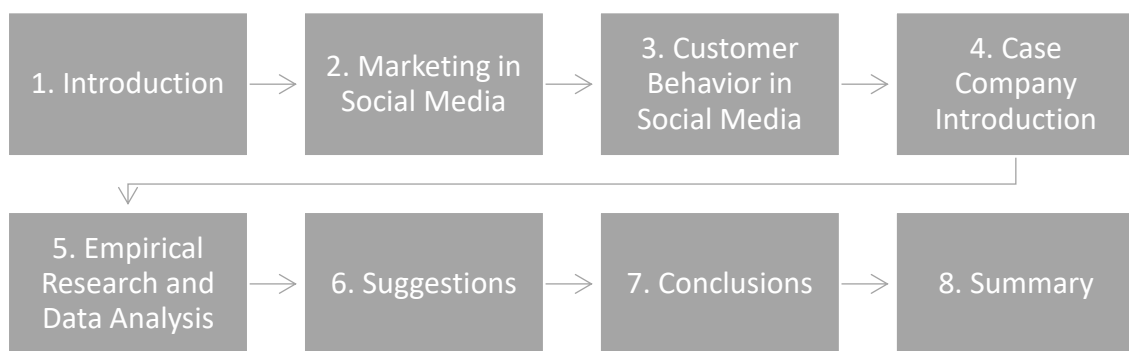 1. Introduction
2. Marketing in
Social Media
3. Customer
Behavior in
Social Media
4. Case
Company
Introduction
5. Empirical
Research and
Data Analysis
6. Suggestions
7. Conclusions
8. Summary